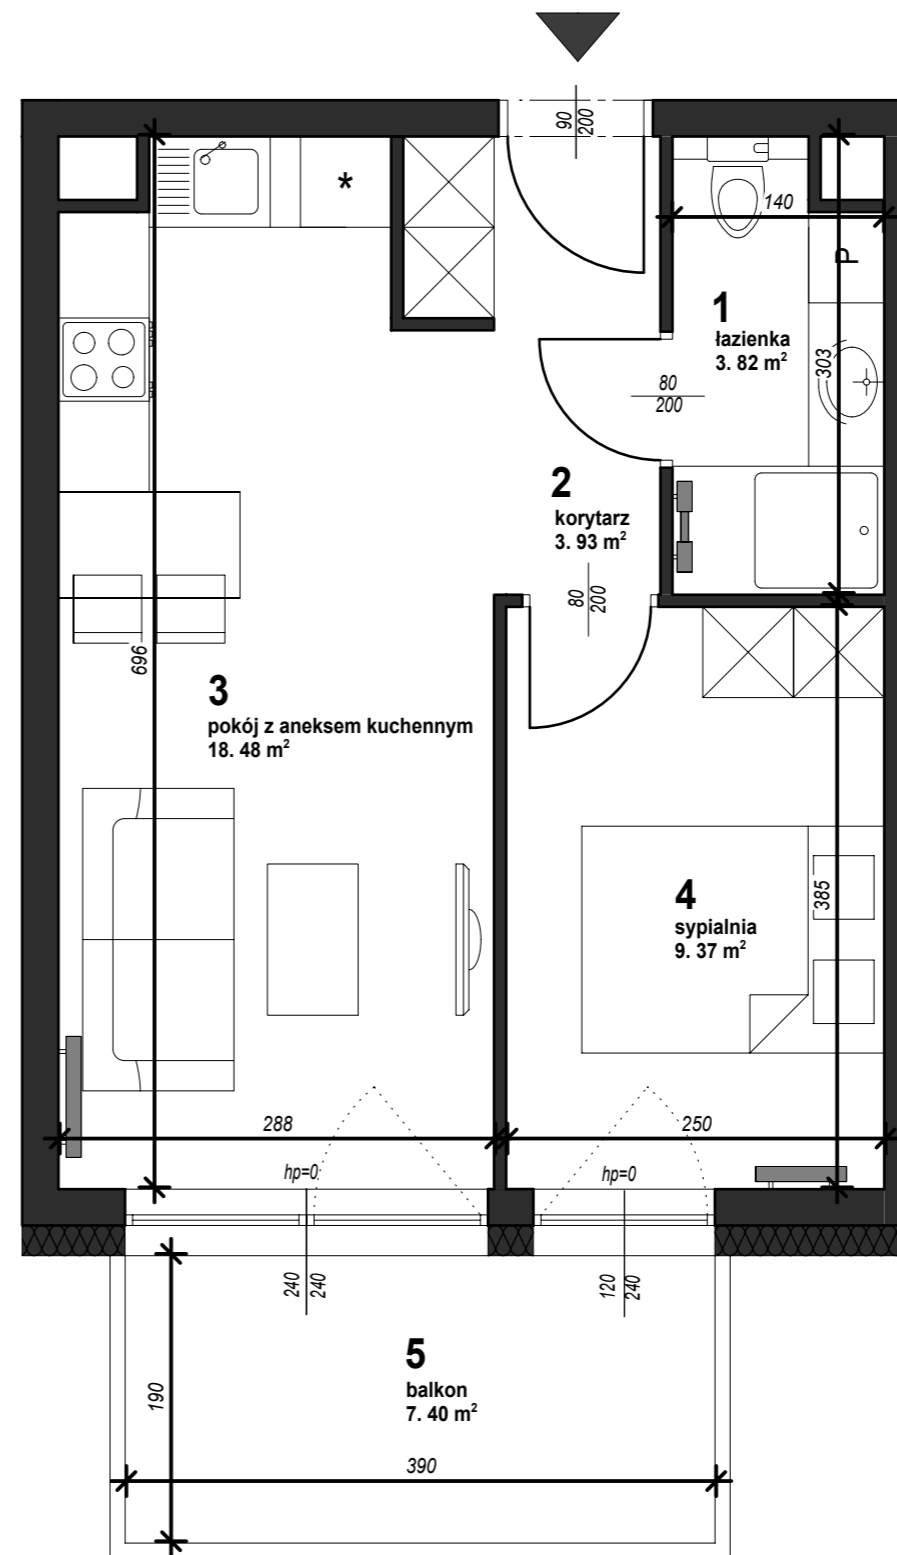 90
200
*
140
P
1
łazienka
3. 82 m²
303
80
200
2
korytarz
3. 93 m²
80
200
696
3
pokój z aneksem kuchennym
18. 48 m²
4
sypialnia
9. 37 m²
385
288
250
hp=0
hp=0
240
240
120
240
5
balkon
7. 40 m²
190
390